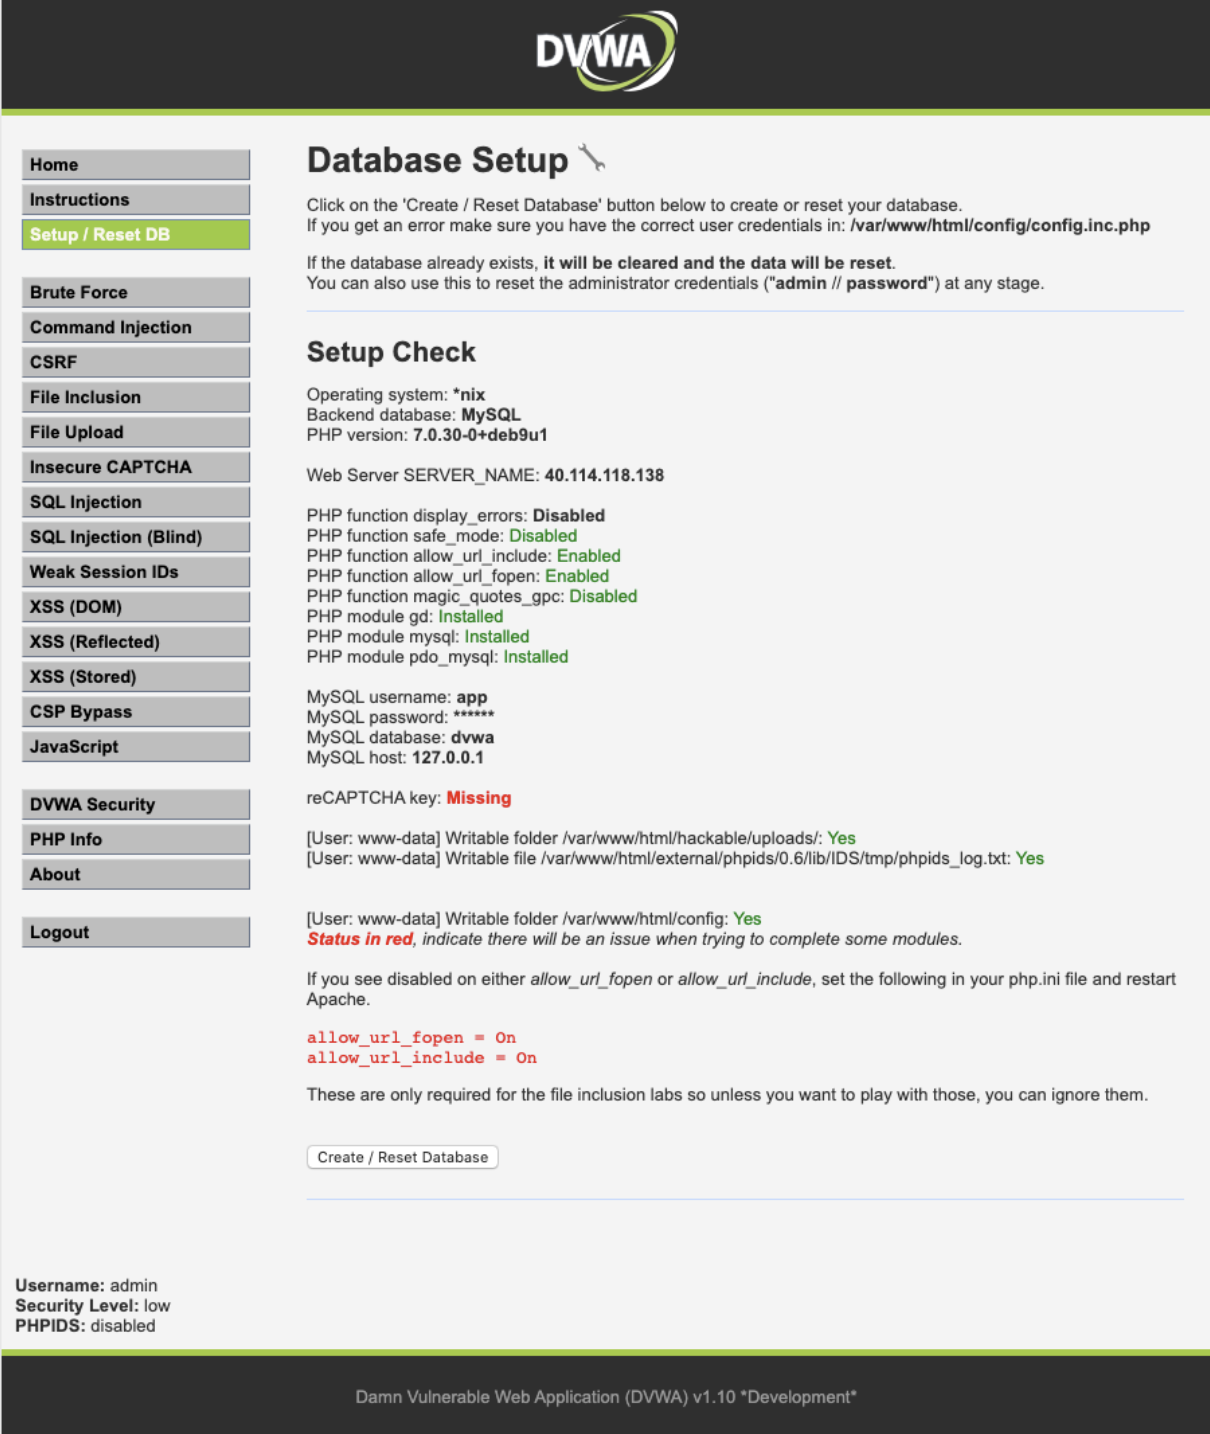 DVWA
Home
Instructions
Setup / Reset DB
Brute Force
Command Injection
CSRF
File Inclusion
File Upload
Insecure CAPTCHA
SQL Injection
SQL Injection (Blind)
Weak Session IDs
XSS (DOM)
XSS (Reflected)
XSS (Stored)
CSP Bypass
JavaScript
DVWA Security
PHP Info
About
Logout
Database Setup
Click on the 'Create / Reset Database' button below to create or reset your database.
If you get an error make sure you have the correct user credentials in: /var/www/html/config/config.inc.php
If the database already exists, it will be cleared and the data will be reset.
You can also use this to reset the administrator credentials ("admin // password") at any stage.
Setup Check
Operating system: *nix
Backend database: MySQL
PHP version: 7.0.30-0+deb9u1
Web Server SERVER_NAME: 40.114.118.138
PHP function display_errors: Disabled
PHP function safe_mode: Disabled
PHP function allow_url_include: Enabled
PHP function allow_url_fopen: Enabled
PHP function magic_quotes_gpc: Disabled
PHP module gd: Installed
PHP module mysql: Installed
PHP module pdo_mysql: Installed
MySQL username: app
MySQL password: ******
MySQL database: dvwa
MySQL host: 127.0.0.1
reCAPTCHA key: Missing
[User: www-data] Writable folder /var/www/html/hackable/uploads/: Yes
[User: www-data] Writable file /var/www/html/external/phpids/0.6/lib/IDS/tmp/phpids_log.txt: Yes
[User: www-data] Writable folder /var/www/html/config: Yes
Status in red, indicate there will be an issue when trying to complete some modules.
If you see disabled on either allow_url_fopen or allow_url_include, set the following in your php.ini file and restart
Apache.
allow_url_fopen = On
allow_url_include = On
These are only required for the file inclusion labs so unless you want to play with those, you can ignore them.
Create / Reset Database
Username: admin
Security Level: low
PHPIDS: disabled
Damn Vulnerable Web Application (DVWA) v1.10 *Development*